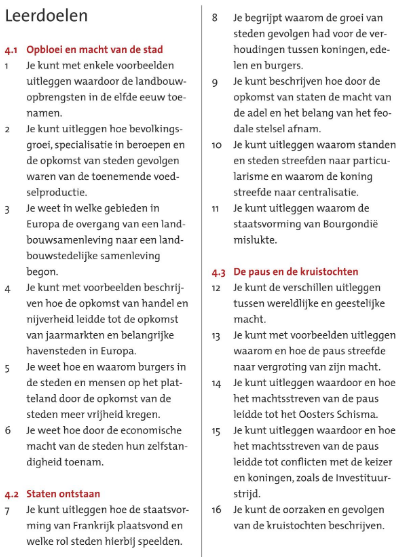 Leerdoelen
4.1 Opbloei en macht van de stad
1 Je kunt met enkele voorbeelden
uitleggen waardoor de landbouw-
opbrengsten in de elfde eeuw toe-
namen.
2 Je kunt uitleggen hoe bevolkings-
groei, specialisatie in beroepen en
de opkomst van steden gevolgen
waren van de toenemende voed-
selproductie.
3 Je weet in welke gebieden in
Europa de overgang van een land-
bouwsamenleving naar een land-
bouwstedelijke samenleving
begon.
4 Je kunt met voorbeelden beschrij-
ven hoe de opkomst van handel en
nijverheid leidde tot de opkomst
van jaarmarkten en belangrijke
havensteden in Europa.
5 Je weet hoe en waarom burgers in
de steden en mensen op het plat-
teland door de opkomst van de
steden meer vrijheid kregen.
6 Je weet hoe door de economische
macht van de steden hun zelfstan-
digheid toenam.
4.2 Staten ontstaan
7 Je kunt uitleggen hoe de staatsvor-
ming van Frankrijk plaatsvond en
welke rol steden hierbij speelden.
8 Je begrijpt waarom de groei van
steden gevolgen had voor de ver-
houdingen tussen koningen, ede-
len en burgers.
9 Je kunt beschrijven hoe door de
opkomst van staten de macht van
de adel en het belang van het feo-
dale stelsel afnam.
10 Je kunt uitleggen waarom standen
en steden streefden naar particu-
larisme en waarom de koning
streefde naar centralisatie.
11 Je kunt uitleggen waarom de
staatsvorming van Bourgondië
mislukte.
4.3 De paus en de kruistochten
12 Je kunt de verschillen uitleggen
tussen wereldlijke en geestelijke
macht.
13 Je kunt met voorbeelden uitleggen
waarom en hoe de paus streefde
naar vergroting van zijn macht.
14 Je kunt uitleggen waardoor en hoe
het machtsstreven van de paus
leidde tot het Oosters Schisma.
15 Je kunt uitleggen waardoor en hoe
het machtsstreven van de paus
leidde tot conflicten met de keizer
en koningen, zoals de Investituur-
strijd.
16 Je kunt de oorzaken en gevolgen
van de kruistochten beschrijven.